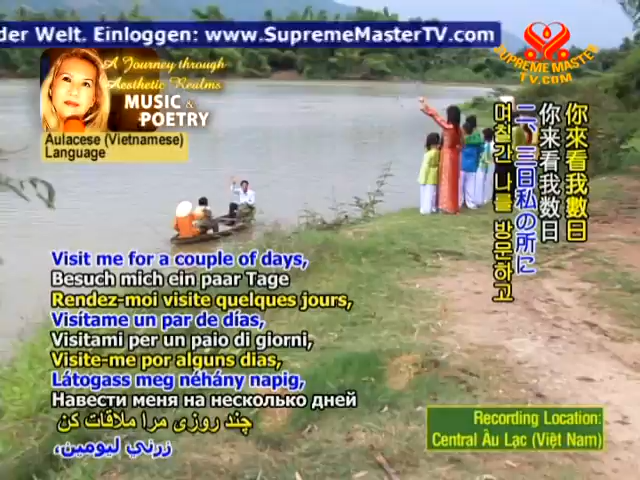 der Welt. Einloggen: www.SupremeMasterTV.com
SUPREME MASTER
TV.COM
A Journey through
Aesthetic Realms
MUSIC &
POETRY
Aulacese (Vietnamese)
Language
你來看我數日
你来看我数日
二、三日私の所に
며칠간 나를 방문하고
Visit me for a couple of days,
Besuch mich ein paar Tage
Rendez-moi visite quelques jours,
Visítame un par de días,
Visitami per un paio di giorni,
Visite-me por alguns dias,
Látogass meg néhány napig,
Навести меня на несколько дней
چند روزی مرا ملاقات کن
زرني ليومين،
Recording Location:
Central Âu Lạc (Việt Nam)